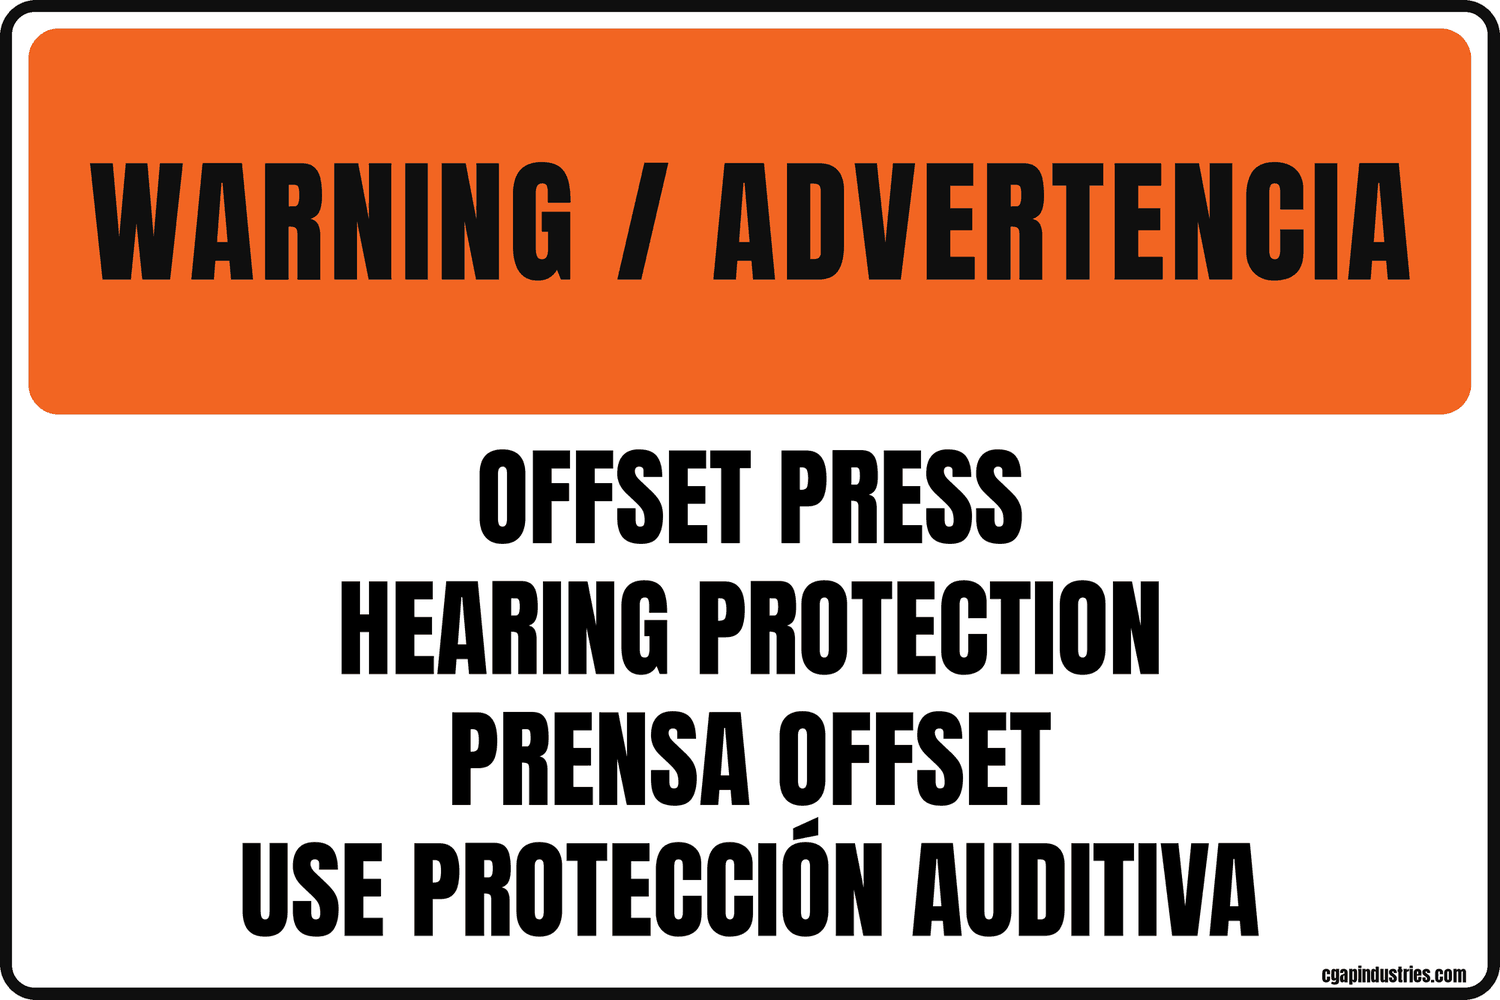 WARNING / ADVERTENCIA
OFFSET PRESS
HEARING PROTECTION
PRENSA OFFSET
USE PROTECCIÓN AUDITIVA
cgapindustries.com